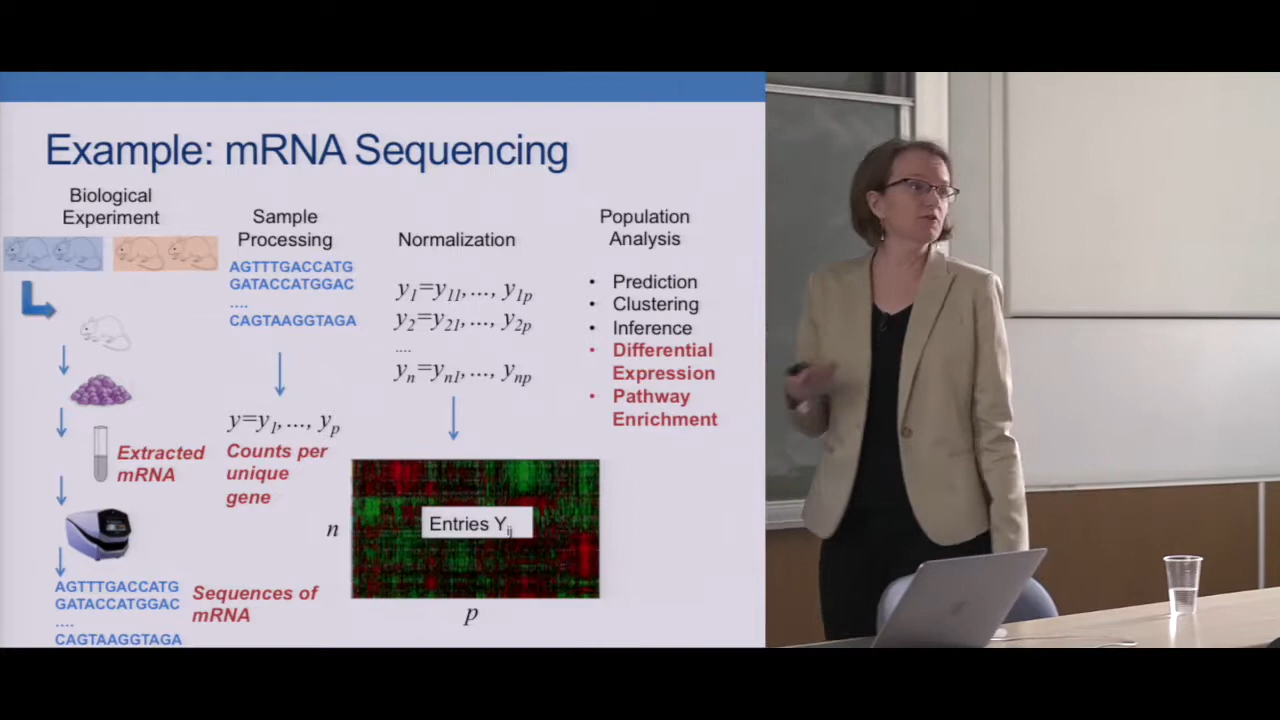 Example: mRNA Sequencing
Biological
Experiment
Extracted
mRNA
AGTTTGACCATG
GATACCATGGAC
....
CAGTAAGGTAGA
Sequences of
mRNA
Sample
Processing
AGTTTGACCATG
GATACCATGGAC
....
CAGTAAGGTAGA
y=y1,..., yp
Counts per
unique
gene
Normalization
y1=y11,..., y1p
y2=y21,..., y2p
....
yn=yn1,..., ynp
n
Entries Yij
p
Population
Analysis
• Prediction
• Clustering
• Inference
• Differential
Expression
• Pathway
Enrichment